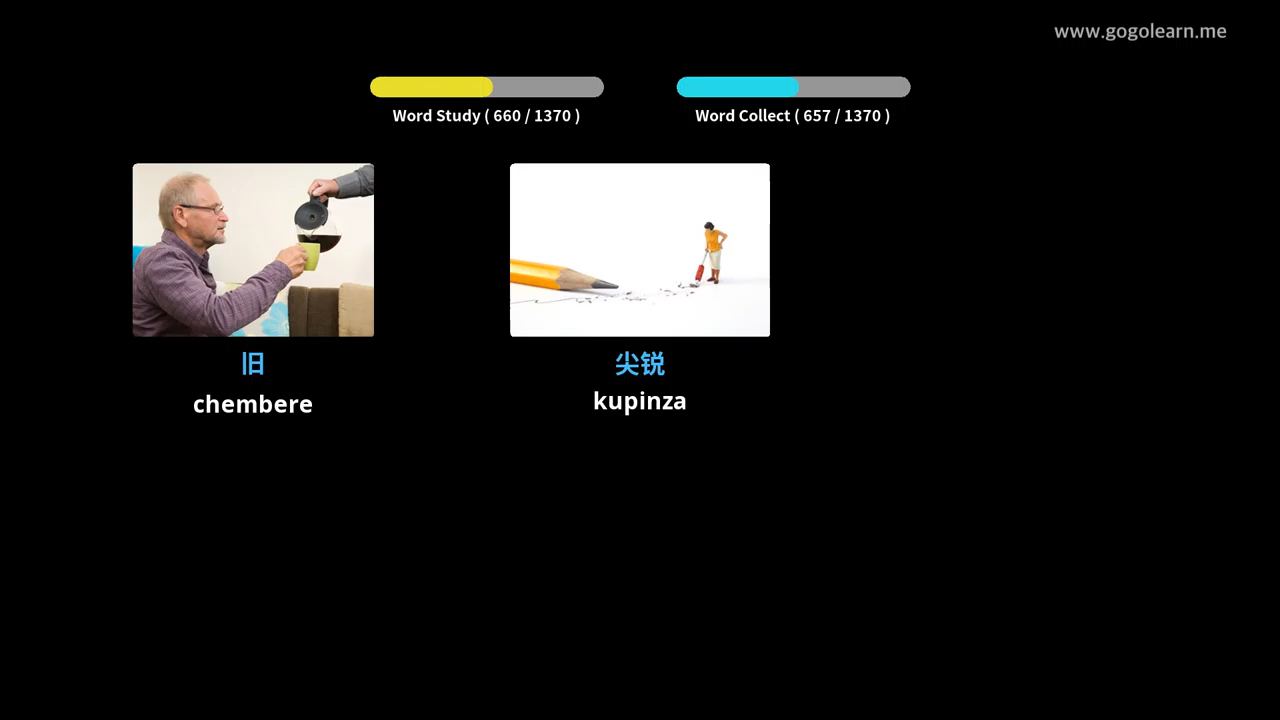 www.gogolearn.me
Word Study ( 660 / 1370 )
Word Collect ( 657 / 1370 )
旧
chembere
尖锐
kupinza